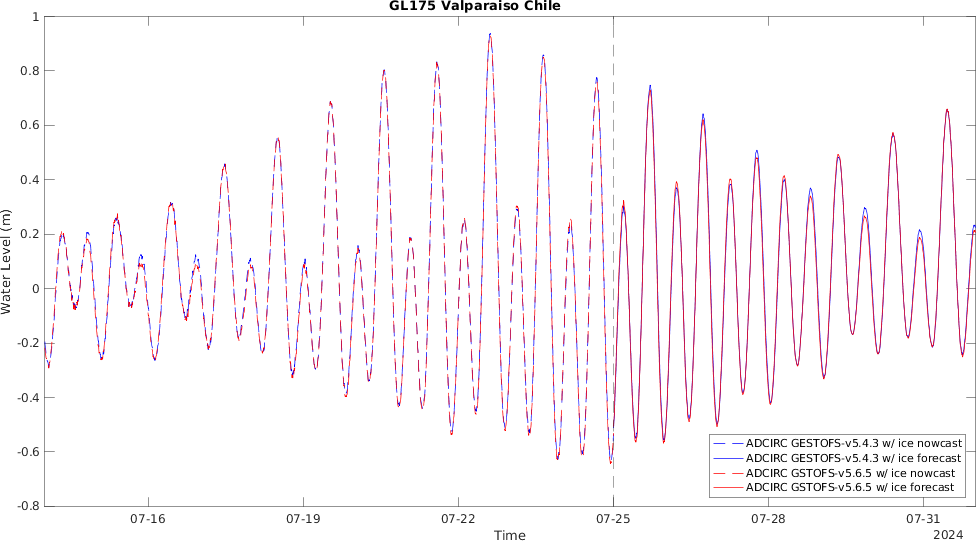 GL175 Valparaiso Chile
1
0.8
0.6
0.4
0.2
0
-0.2
-0.4
-0.6
-0.8
Water Level (m)
07-16 07-19 07-22 07-25 07-28 07-31
Time
2024
ADCIRC GESTOFS-v5.4.3 w/ ice nowcast
ADCIRC GESTOFS-v5.4.3 w/ ice forecast
ADCIRC GSTOFS-v5.6.5 w/ ice nowcast
ADCIRC GSTOFS-v5.6.5 w/ ice forecast